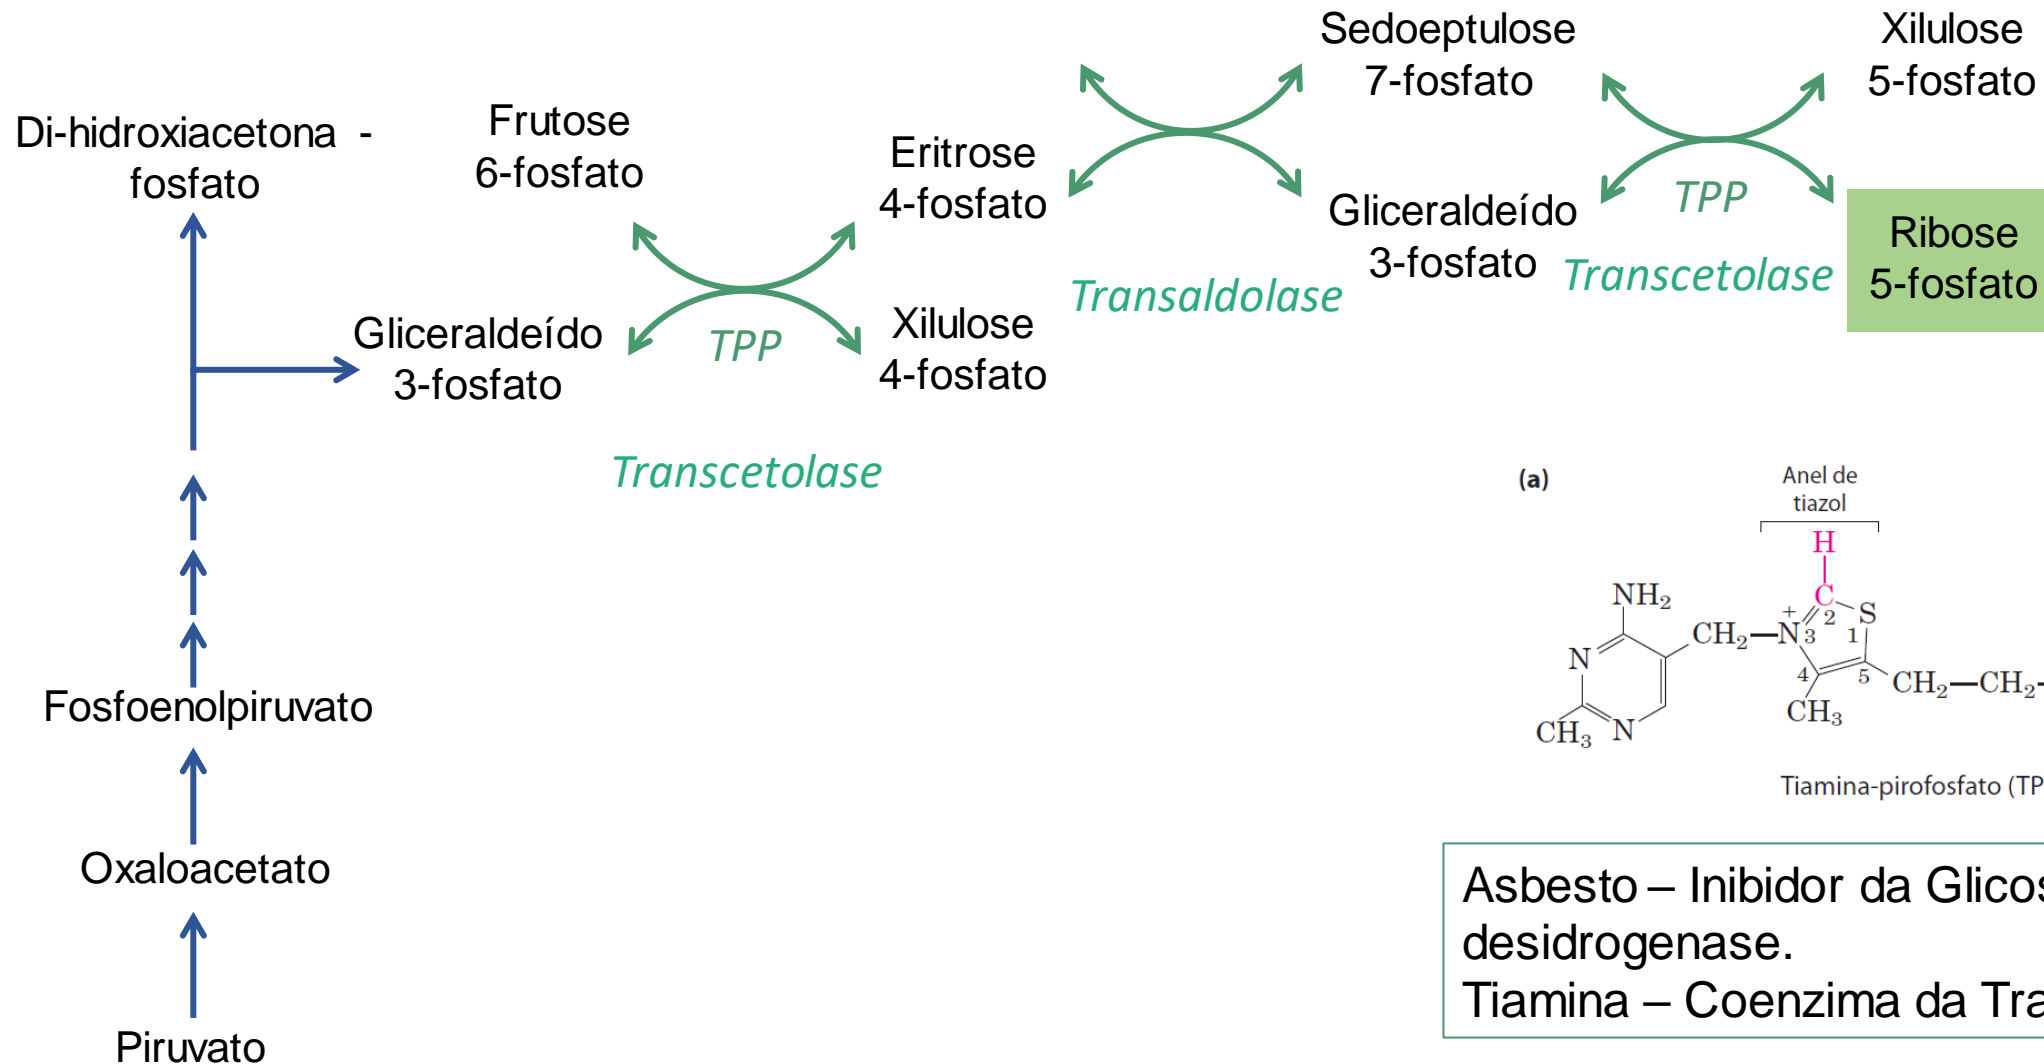 Sedoeptulose
7-fosfato
Xilulose
5-fosfato
Di-hidroxiacetona -
fosfato
Frutose
6-fosfato
Eritrose
4-fosfato
TPP
Gliceraldeído
3-fosfato
Ribose
5-fosfato
Transaldolase
Transcetolase
Gliceraldeído
3-fosfato
TPP
Xilulose
4-fosfato
Transcetolase
(a)
Anel de
tiazol
H
NH2
C
2
S
+
CH2—N
3
1
N
4
5
CH2—CH2—
CH3
CH3
N
Tiamina-pirofosfato (TP
Fosfoenolpiruvato
Oxaloacetato
Piruvato
Asbesto – Inibidor da Glicos
desidrogenase.
Tiamina – Coenzima da Tra